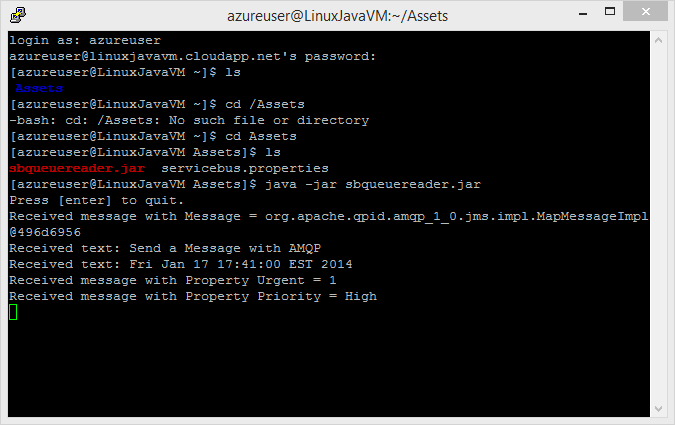 azureuser@LinuxJavaVM:~/Assets
login as: azureuser
azureuser@linuxjavavm.cloudapp.net's password:
[azureuser@LinuxJavaVM ~]$ ls
Assets
[azureuser@LinuxJavaVM ~]$ cd /Assets
-bash: cd: /Assets: No such file or directory
[azureuser@LinuxJavaVM ~]$ cd Assets
[azureuser@LinuxJavaVM Assets]$ ls
sbqueuereader.jar  servicebus.properties
[azureuser@LinuxJavaVM Assets]$ java -jar sbqueuereader.jar
Press [enter] to quit.
Received message with Message = org.apache.qpid.amqp_1_0.jms.impl.MapMessageImpl
@496d6956
Received text: Send a Message with AMQP
Received text: Fri Jan 17 17:41:00 EST 2014
Received message with Property Urgent = 1
Received message with Property Priority = High